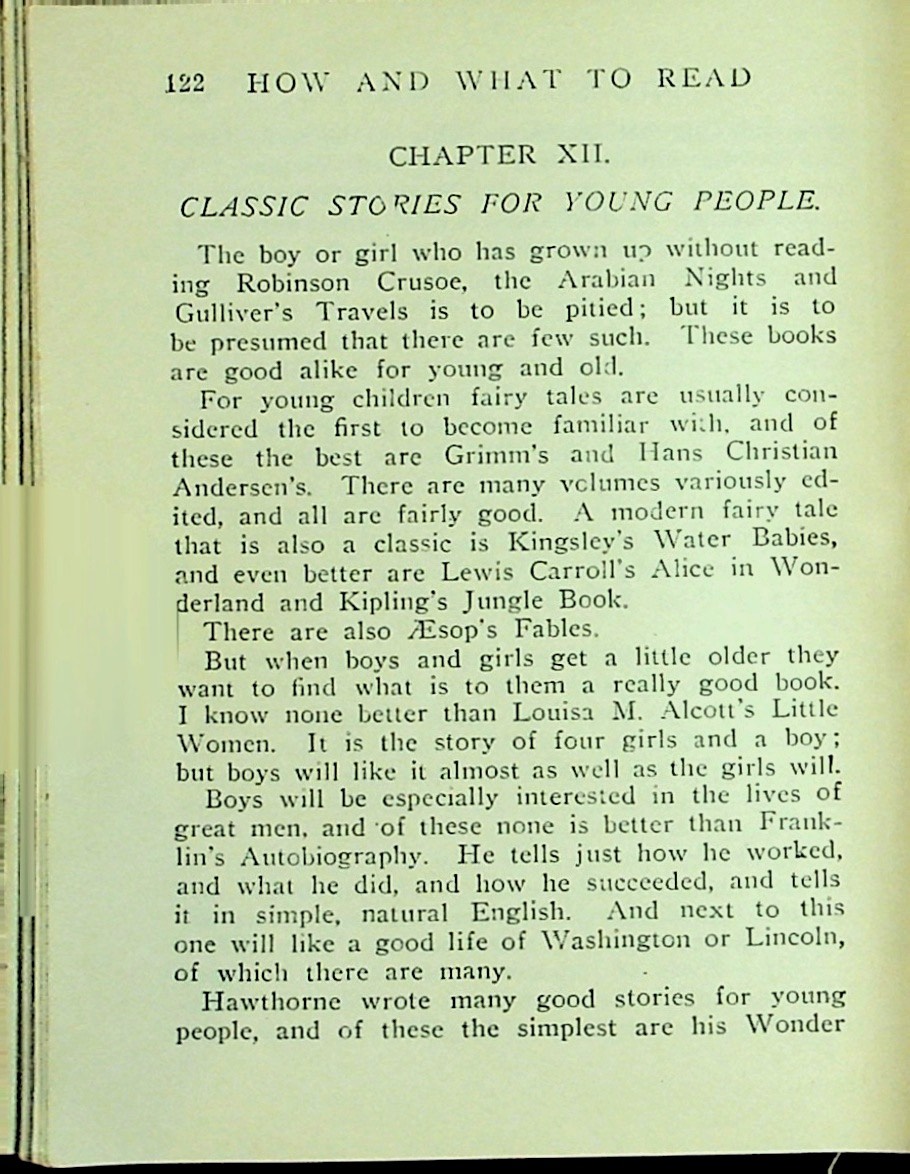 122 HOW AND WHAT TO READ
CHAPTER XII.
CLASSIC STORIES FOR YOUNG PEOPLE.
The boy or girl who has grown up without read-
ing Robinson Crusoe, the Arabian Nights and
Gulliver's Travels is to be pitied; but it is to
be presumed that there are few such. These books
are good alike for young and old.
For young children fairy tales are usually con-
sidered the first to become familiar with, and of
these the best are Grimm's and Hans Christian
Andersen's. There are many volumes variously ed-
ited, and all are fairly good. A modern fairy tale
that is also a classic is Kingsley's Water Babies,
and even better are Lewis Carroll's Alice in Won-
derland and Kipling's Jungle Book.
There are also Æsop's Fables.
But when boys and girls get a little older they
want to find what is to them a really good book.
I know none better than Louisa M. Alcott's Little
Women. It is the story of four girls and a boy;
but boys will like it almost as well as the girls will.
Boys will be especially interested in the lives of
great men, and of these none is better than Frank-
lin's Autobiography. He tells just how he worked,
and what he did, and how he succeeded, and tells
it in simple, natural English. And next to this
one will like a good life of Washington or Lincoln,
of which there are many.
Hawthorne wrote many good stories for young
people, and of these the simplest are his Wonder